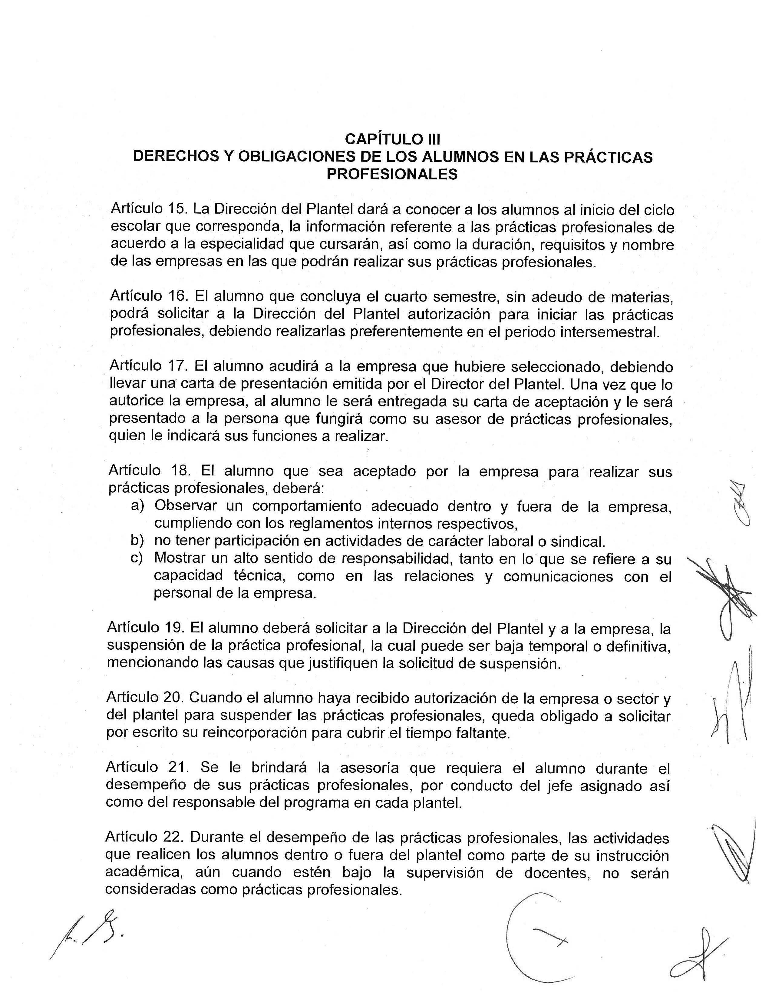 CAPÍTULO III
DERECHOS Y OBLIGACIONES DE LOS ALUMNOS EN LAS PRÁCTICAS
PROFESIONALES
Artículo 15. La Dirección del Plantel dará a conocer a los alumnos al inicio del ciclo
escolar que corresponda, la información referente a las prácticas profesionales de
acuerdo a la especialidad que cursarán, así como la duración, requisitos y nombre
de las empresas en las que podrán realizar sus prácticas profesionales.
Artículo 16. El alumno que concluya el cuarto semestre, sin adeudo de materias,
podrá solicitar a la Dirección del Plantel autorización para iniciar las prácticas
profesionales, debiendo realizarlas preferentemente en el periodo intersemestral.
Artículo 17. El alumno acudirá a la empresa que hubiere seleccionado, debiendo
llevar una carta de presentación emitida por el Director del Plantel. Una vez que lo
autorice la empresa, al alumno le será entregada su carta de aceptación y le será
presentado a la persona que fungirá como su asesor de prácticas profesionales,
quien le indicará sus funciones a realizar.
Artículo 18. El alumno que sea aceptado por la empresa para realizar sus
prácticas profesionales, deberá:
a) Observar un comportamiento adecuado dentro y fuera de la empresa,
cumpliendo con los reglamentos internos respectivos,
b) no tener participación en actividades de carácter laboral o sindical.
c) Mostrar un alto sentido de responsabilidad, tanto en lo que se refiere a su
capacidad técnica, como en las relaciones y comunicaciones con el
personal de la empresa.
Artículo 19. El alumno deberá solicitar a la Dirección del Plantel y a la empresa, la
suspensión de la práctica profesional, la cual puede ser baja temporal o definitiva,
mencionando las causas que justifiquen la solicitud de suspensión.
Artículo 20. Cuando el alumno haya recibido autorización de la empresa o sector y
del plantel para suspender las prácticas profesionales, queda obligado a solicitar
por escrito su reincorporación para cubrir el tiempo faltante.
Artículo 21. Se le brindará la asesoría que requiera el alumno durante el
desempeño de sus prácticas profesionales, por conducto del jefe asignado así
como del responsable del programa en cada plantel.
Artículo 22. Durante el desempeño de las prácticas profesionales, las actividades
que realicen los alumnos dentro o fuera del plantel como parte de su instrucción
académica, aún cuando estén bajo la supervisión de docentes, no serán
consideradas como prácticas profesionales.